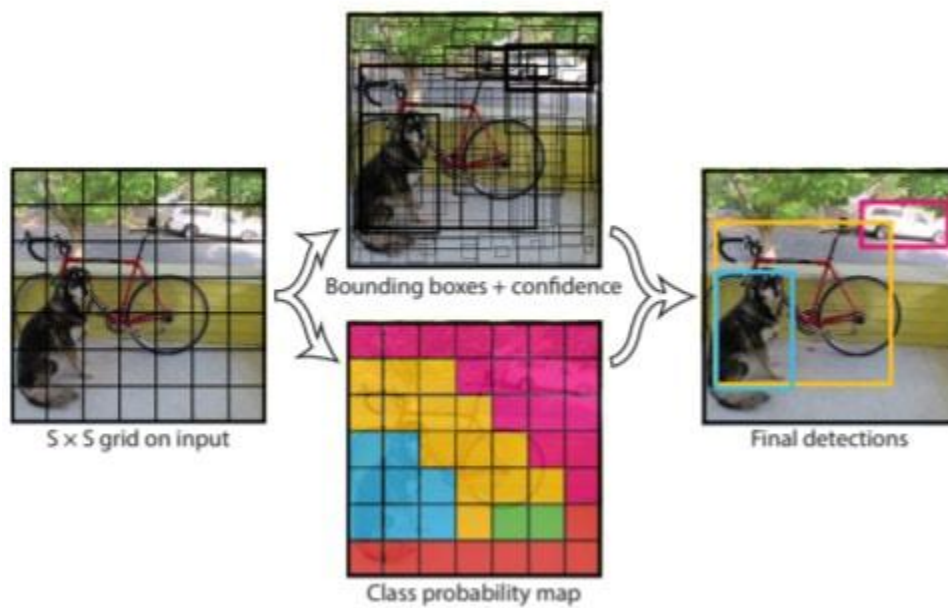 S × S grid on input
Bounding boxes + confidence
Class probability map
Final detections